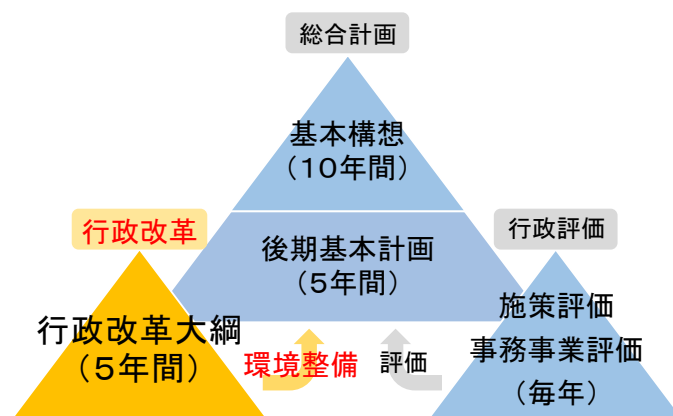 総合計画
基本構想
（10年間）
行政改革
後期基本計画
（5年間）
行政評価
行政改革大綱
（5年間）
環境整備
評価
施策評価
事務事業評価
（毎年）